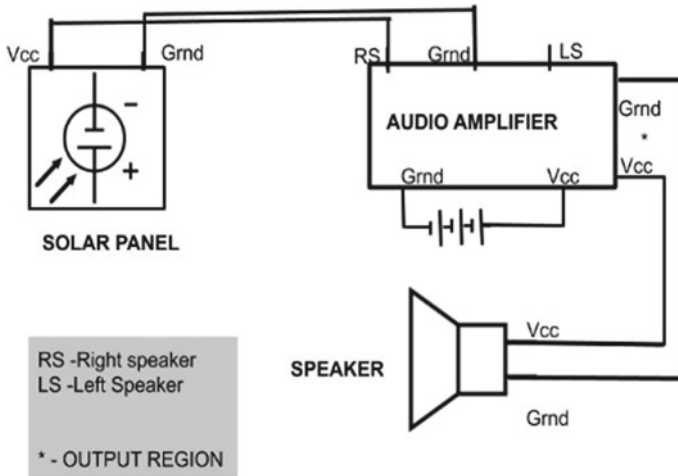 Vcc
Grnd
RS
Grnd
LS
-
+
SOLAR PANEL
AUDIO AMPLIFIER
Grnd
*
Vcc
Grnd
Vcc
SPEAKER
Vcc
Grnd
RS -Right speaker
LS -Left Speaker
* - OUTPUT REGION